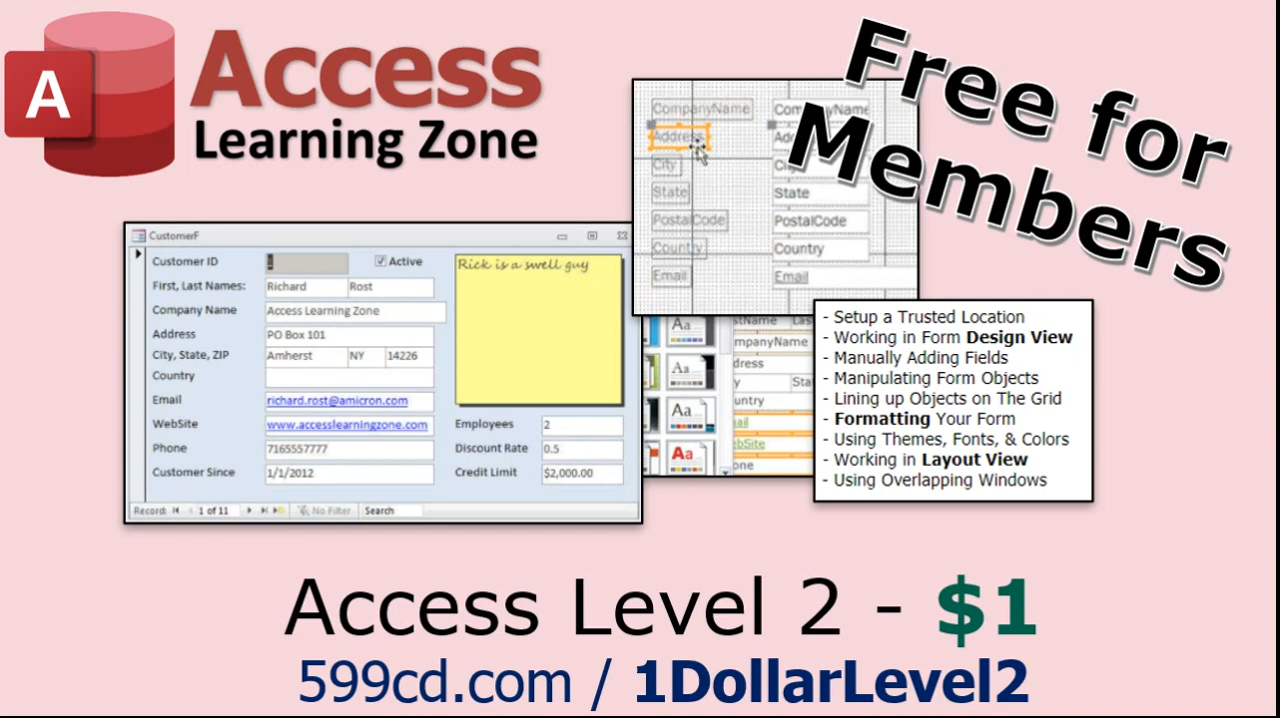 A
Access
Learning Zone
Free for
Members
CompanyName CompanyName
Address
City
State State
PostalCode PostalCode
Country Country
Email Email
CustomerF
Customer ID Active
First, Last Names: Richard Rost
Company Name Access Learning Zone
Address PO Box 101
City, State, ZIP Amherst NY 14226
Country
Email richard.rost@amicron.com
WebSite www.accesslearningzone.com
Phone 7165557777
Customer Since 1/1/2012
Rick is a swell guy
Employees 2
Discount Rate 0.5
Credit Limit $2,000.00
Record: 1 of 11 No Filter Search
Aa
Aa
Aa
Aa
- Setup a Trusted Location
- Working in Form Design View
- Manually Adding Fields
- Manipulating Form Objects
- Lining up Objects on The Grid
- Formatting Your Form
- Using Themes, Fonts, & Colors
- Working in Layout View
- Using Overlapping Windows
Access Level 2 - $1
599cd.com / 1DollarLevel2